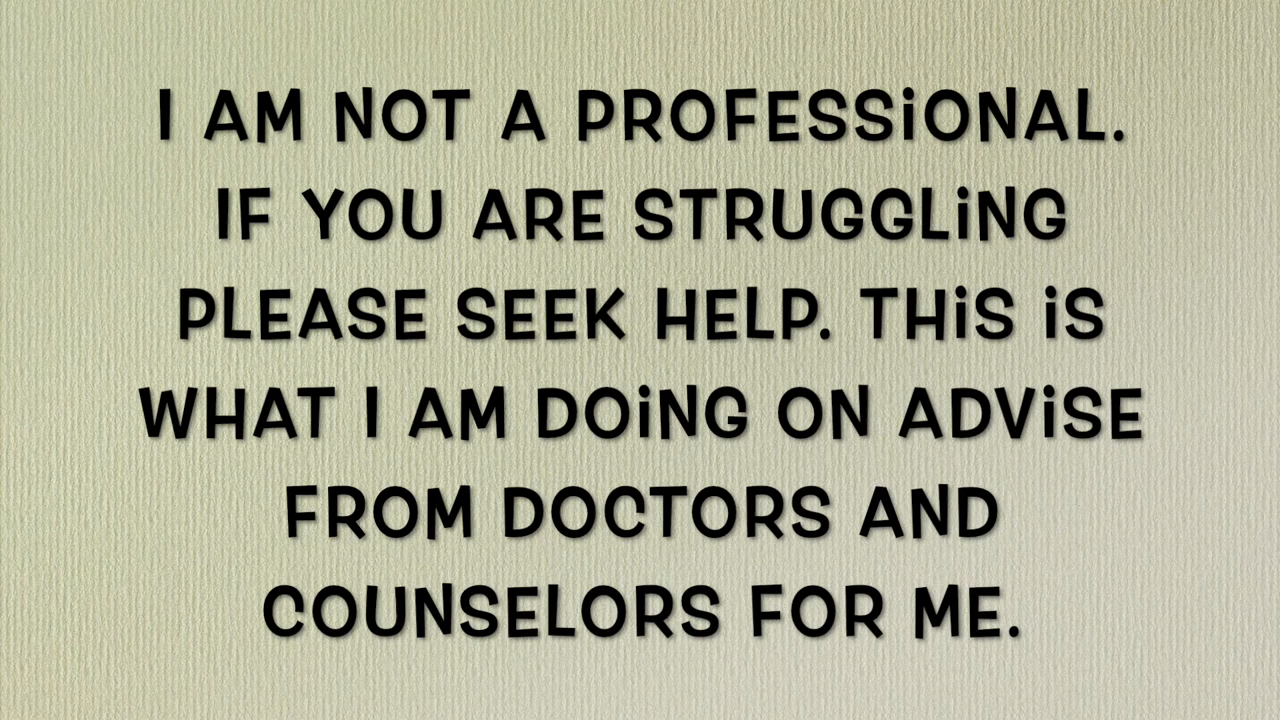 I AM NOT A PROFESSiONAL.
IF YOU ARE STRUGGLiNG
PLEASE SEEK HELP. THiS iS
WHAT I AM DOiNG ON ADViSE
FROM DOCTORS AND
COUNSELORS FOR ME.